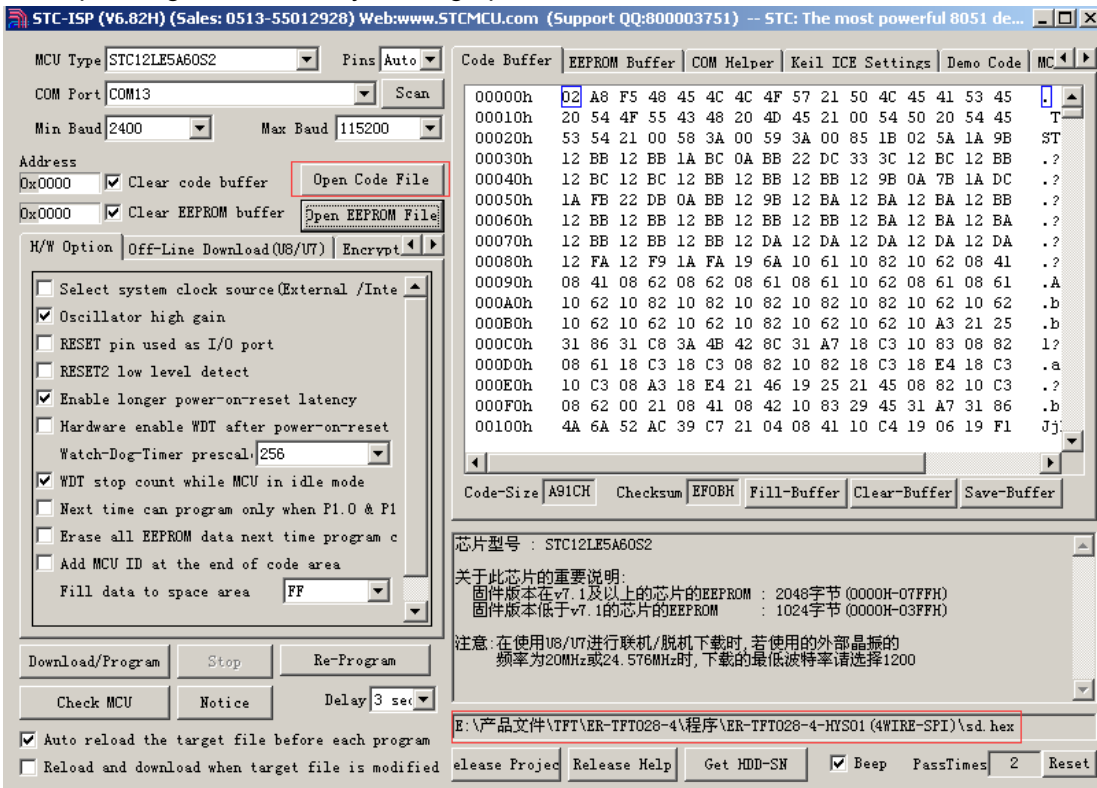 STC-ISP (V6.82H) (Sales: 0513-55012928) Web:www.STCMCU.com (Support QQ:800003751) -- STC: The most powerful 8051 de...
MCU Type STC12LE5A60S2 Pins Auto
COM Port COM13 Scan
Min Baud 2400 Max Baud 115200
Address
0x0000 Clear code buffer Open Code File
0x0000 Clear EEPROM buffer Open EEPROM File
H/W Option Off-Line Download(U8/U7) Encrypt
Select system clock source(External /Inte
Oscillator high gain
RESET pin used as I/O port
RESET2 low level detect
Enable longer power-on-reset latency
Hardware enable WDT after power-on-reset
Watch-Dog-Timer prescal 256
WDT stop count while MCU in idle mode
Next time can program only when P1.0 & P1
Erase all EEPROM data next time program c
Add MCU ID at the end of code area
Fill data to space area FF
Download/Program Stop Re-Program
Check MCU Notice Delay 3 sec
Auto reload the target file before each program
Reload and download when target file is modified
Code Buffer EEPROM Buffer COM Helper Keil ICE Settings Demo Code MC
00000h 02 A8 F5 48 45 4C 4C 4F 57 21 50 4C 45 41 53 45 .
00010h 20 54 4F 55 43 48 20 4D 45 21 00 54 50 20 54 45 T
00020h 53 54 21 00 58 3A 00 59 3A 00 85 1B 02 5A 1A 9B ST
00030h 12 BB 12 BB 1A BC 0A BB 22 DC 33 3C 12 BC 12 BB .?
00040h 12 BC 12 BC 12 BB 12 BB 12 BB 12 9B 0A 7B 1A DC .?
00050h 1A FB 22 DB 0A BB 12 9B 12 BA 12 BA 12 BA 12 BB .?
00060h 12 BB 12 BB 12 BB 12 BB 12 BB 12 BA 12 BA 12 BA .?
00070h 12 BB 12 BB 12 BB 12 DA 12 DA 12 DA 12 DA 12 DA .?
00080h 12 FA 12 F9 1A FA 19 6A 10 61 10 82 10 62 08 41 .?
00090h 08 41 08 62 08 62 08 61 08 61 10 62 08 61 08 61 .A
000A0h 10 62 10 82 10 82 10 82 10 82 10 62 10 62 10 62 .b
000B0h 10 62 10 62 10 62 10 82 10 62 10 62 10 A3 21 25 .b
000C0h 31 86 31 C8 3A 4B 42 8C 31 A7 18 C3 10 83 08 82 1?
000D0h 08 61 18 C3 18 C3 08 82 10 82 18 C3 18 E4 18 C3 .a
000E0h 10 C3 08 A3 18 E4 21 46 19 25 21 45 08 82 10 C3 .?
000F0h 08 62 00 21 08 41 08 42 10 83 29 45 31 A7 31 86 .b
00100h 4A 6A 52 AC 39 C7 21 04 08 41 10 C4 19 06 19 F1 Jj
Code-Size A91CH Checksum EF0BH Fill-Buffer Clear-Buffer Save-Buffer
芯片型号 : STC12LE5A60S2
关于此芯片的重要说明:
固件版本在v7.1及以上的芯片的EEPROM : 2048字节(0000H-07FFH)
固件版本低于v7.1的芯片的EEPROM : 1024字节(0000H-03FFH)
注意:在使用U8/U7进行联机/脱机下载时,若使用的外部晶振的
频率为20MHz或24.576MHz时,下载的最低波特率请选择1200
E:\产品文件\TFT\ER-TFT028-4\程序\ER-TFT028-4-HYS01(4WIRE-SPI)\sd.hex
elease Projec Release Help Get HDD-SN Beep PassTimes 2 Reset